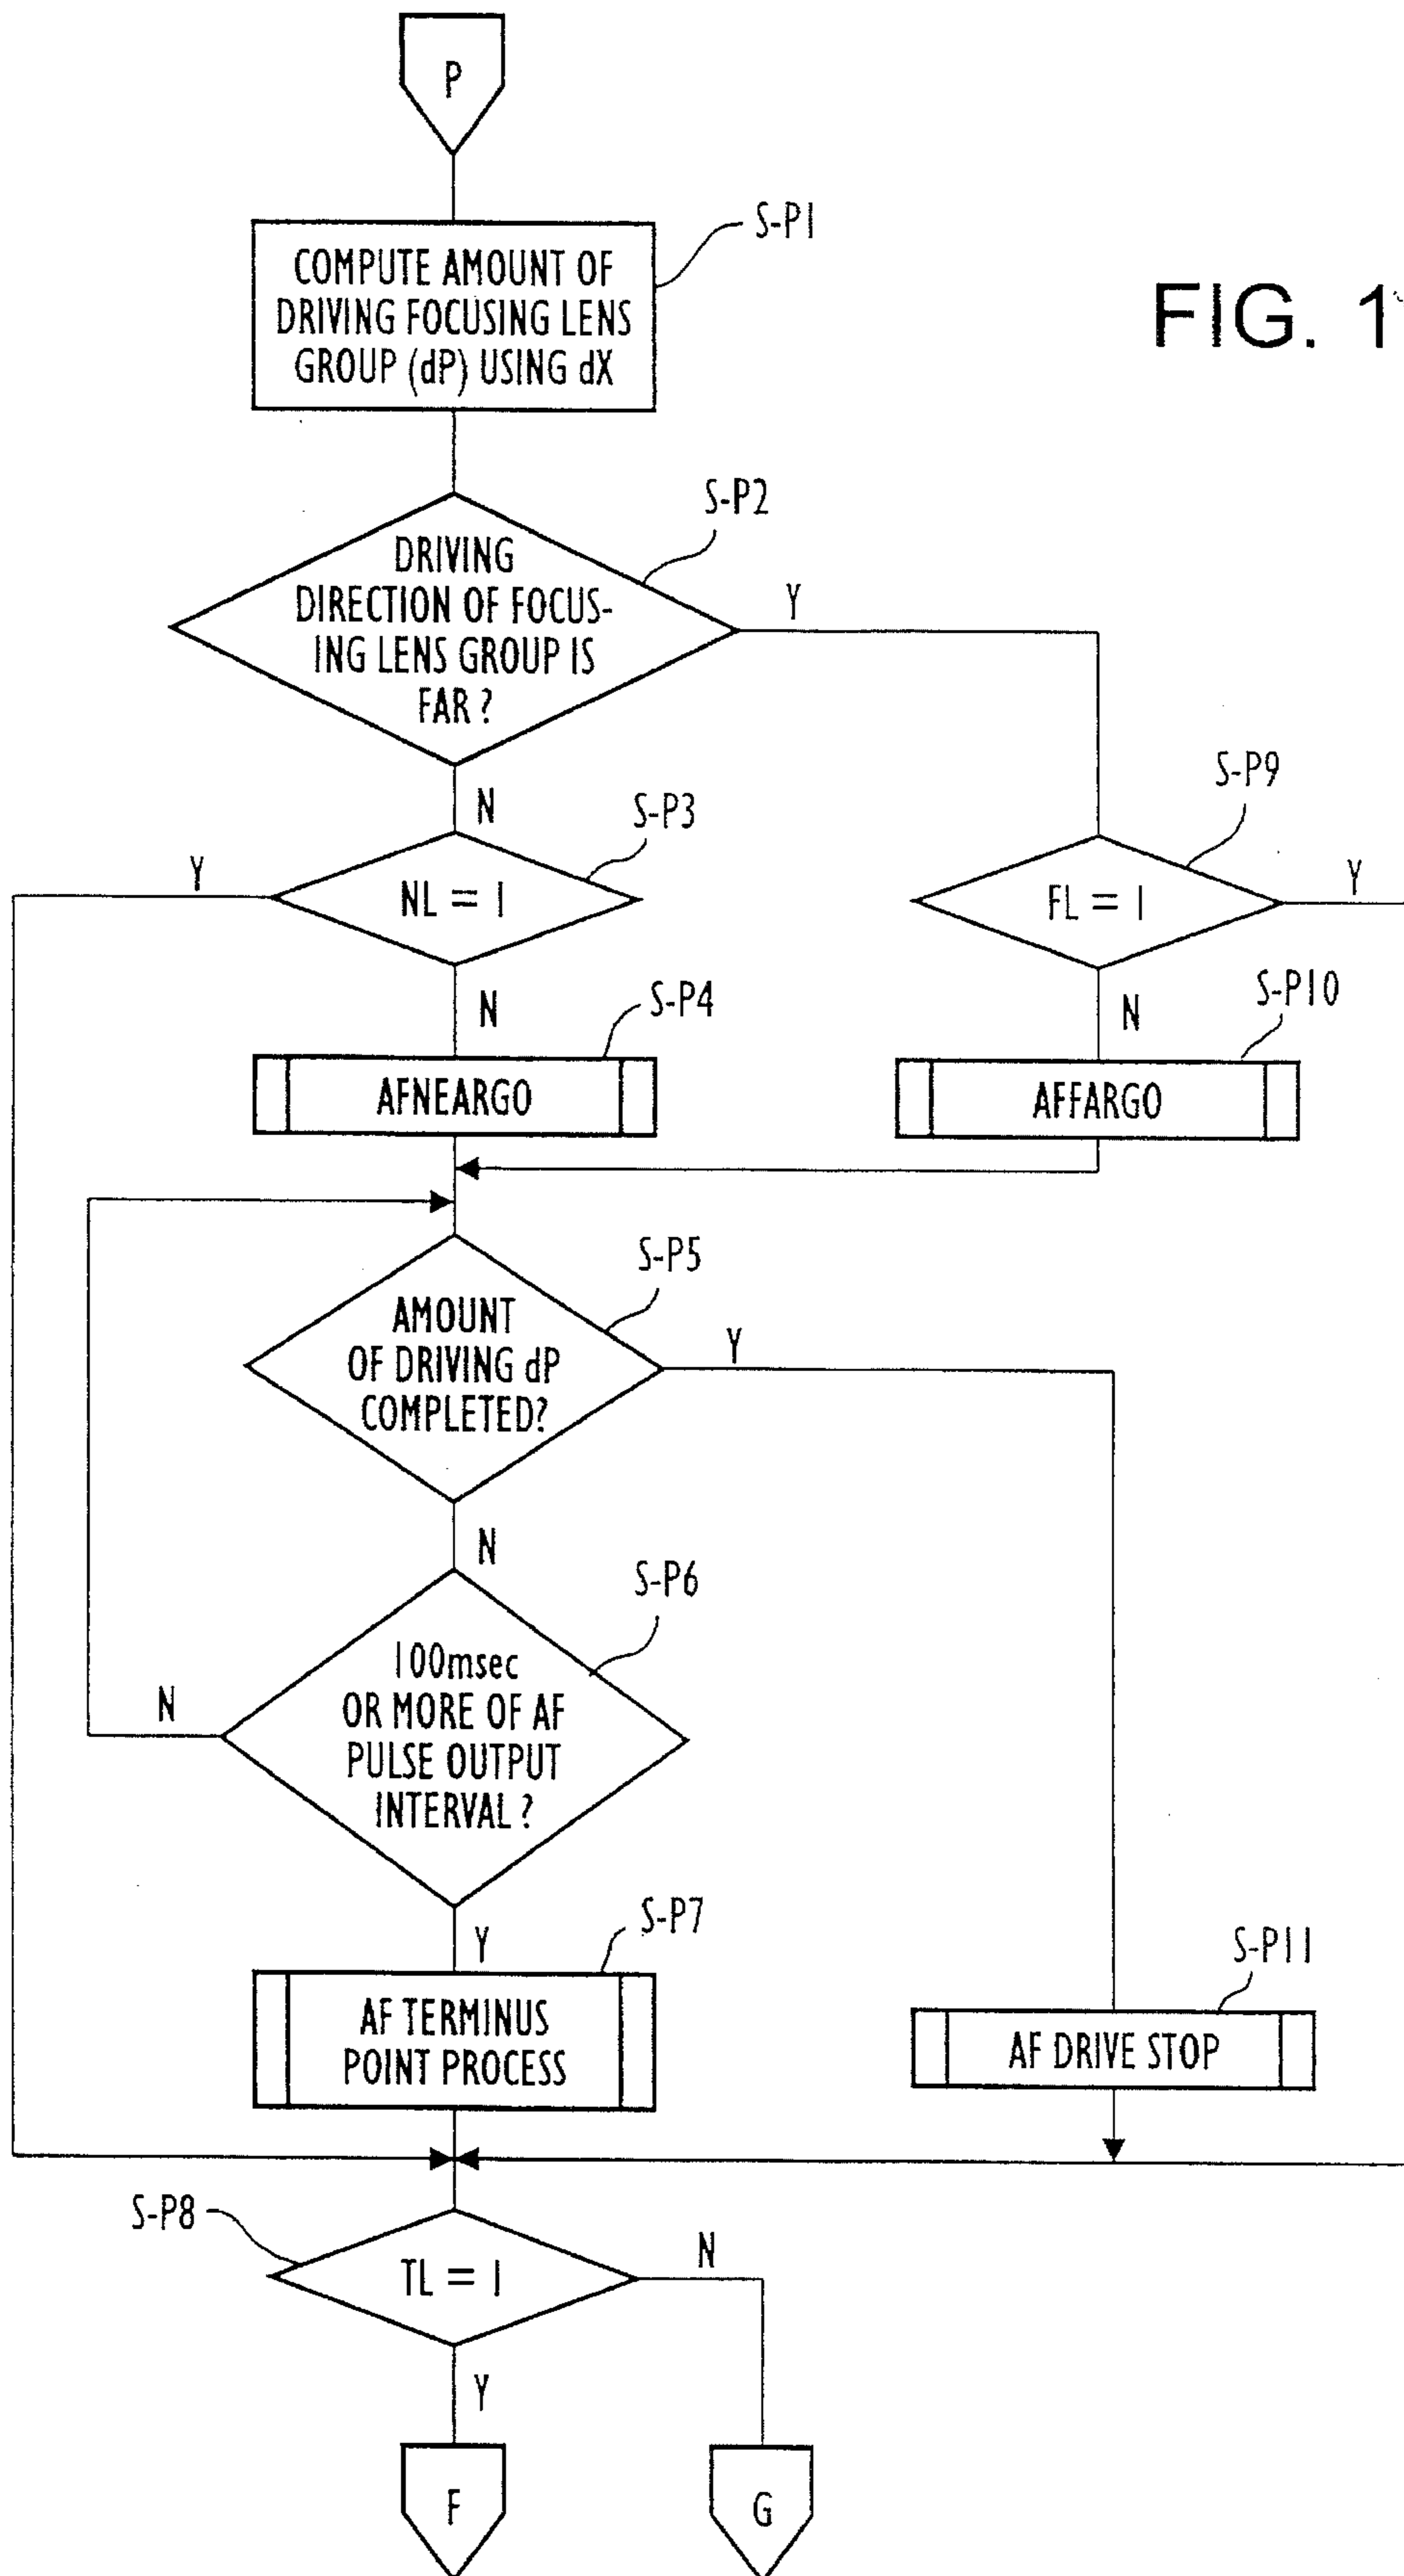 P
S-P1
COMPUTE AMOUNT OF
DRIVING FOCUSING LENS
GROUP (dP) USING dX
FIG. 1
S-P2
DRIVING
DIRECTION OF FOCUS-
ING LENS GROUP IS
FAR ?
Y
N
S-P3
NL = 1
Y
N
S-P9
FL = 1
Y
N
S-P4
AFNEARGO
S-P10
AFFARGO
S-P5
AMOUNT
OF DRIVING dP
COMPLETED?
Y
N
S-P6
100msec
OR MORE OF AF
PULSE OUTPUT
INTERVAL ?
N
Y
S-P7
AF TERMINUS
POINT PROCESS
S-P11
AF DRIVE STOP
S-P8
TL = 1
N
Y
F
G